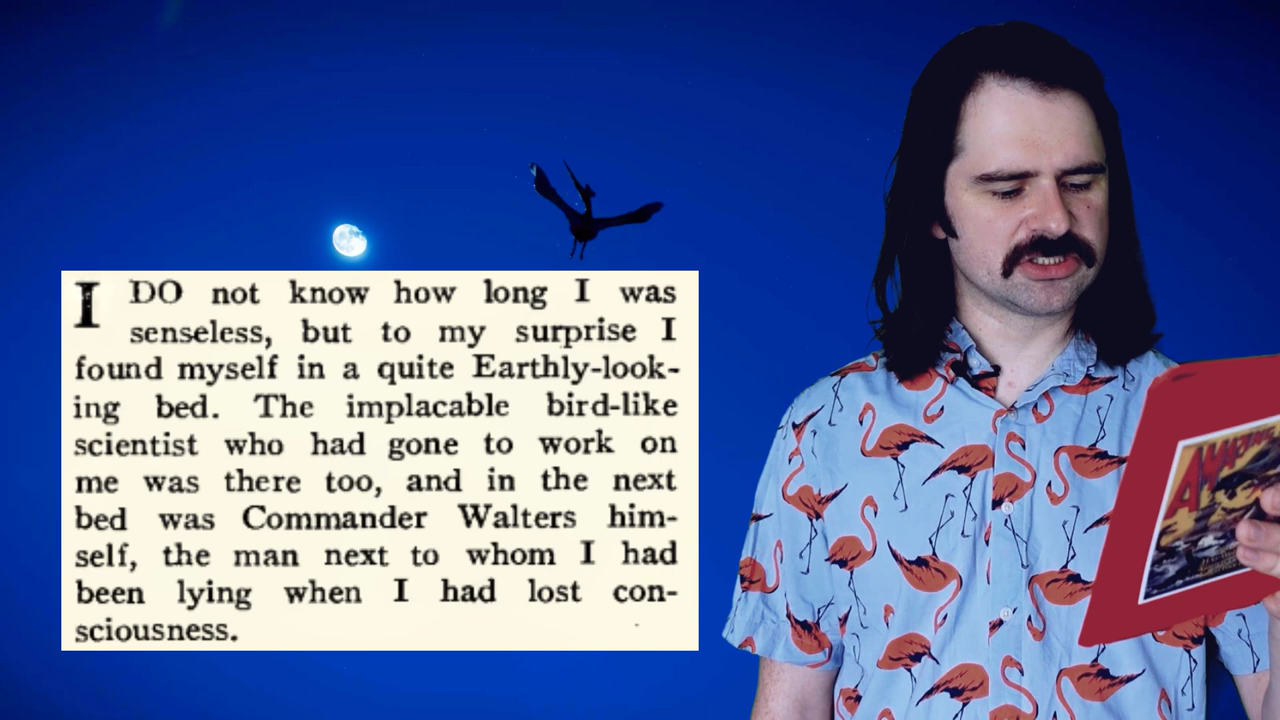 I DO not know how long I was
senseless, but to my surprise I
found myself in a quite Earthly-look-
ing bed. The implacable bird-like
scientist who had gone to work on
me was there too, and in the next
bed was Commander Walters him-
self, the man next to whom I had
been lying when I had lost con-
sciousness.
AMAZING